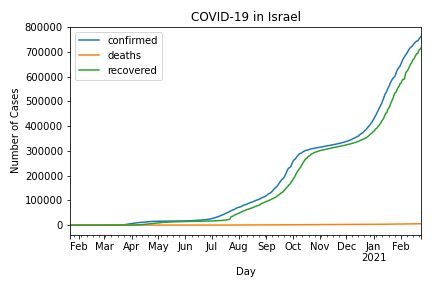 COVID-19 in Israel
800000
700000
600000
500000
400000
300000
200000
100000
0
Number of Cases
confirmed
deaths
recovered
Feb Mar Apr May Jun Jul Aug Sep Oct Nov Dec Jan Feb
2021
Day